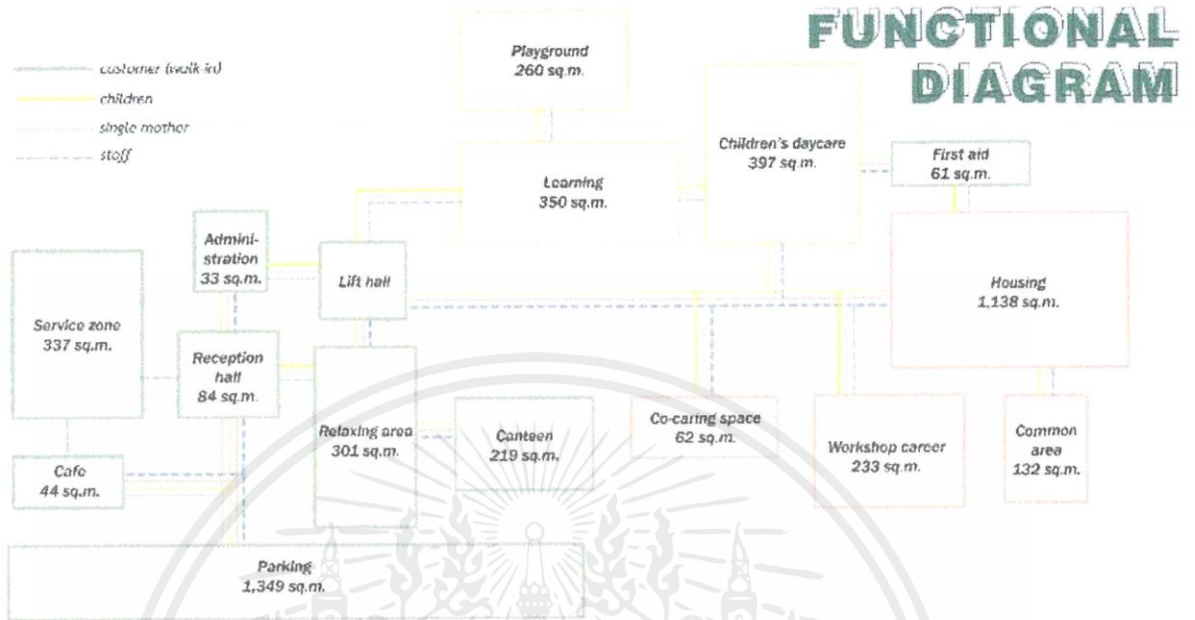 FUNCTIONAL
DIAGRAM
customer (walk-in)
children
single mother
staff
Playground
260 sq.m.
Children's daycare
397 sq.m.
First aid
61 sq.m.
Learning
350 sq.m.
Admini-
stration
33 sq.m.
Lift hall
Housing
1,138 sq.m.
Service zone
337 sq.m.
Reception
hall
84 sq.m.
Relaxing area
301 sq.m.
Canteen
219 sq.m.
Co-caring space
62 sq.m.
Workshop career
233 sq.m.
Common
area
132 sq.m.
Cafe
44 sq.m.
Parking
1,349 sq.m.